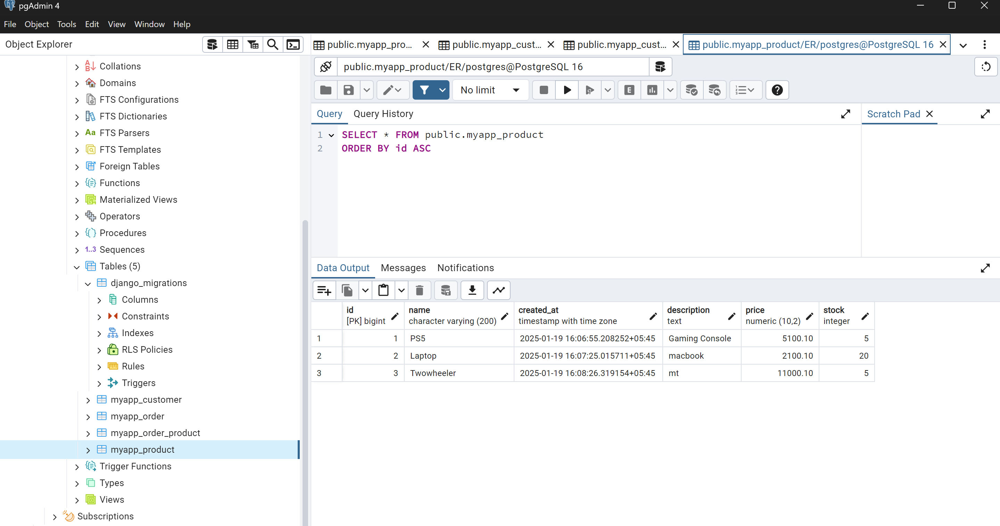 pgAdmin 4
File Object Tools Edit View Window Help
Object Explorer
public.myapp_pro... public.myapp_cust... public.myapp_cust... public.myapp_product/ER/postgres@PostgreSQL 16
public.myapp_product/ER/postgres@PostgreSQL 16
No limit
E
Query Query History
Scratch Pad
1 SELECT * FROM public.myapp_product
2 ORDER BY id ASC
Collations
Domains
FTS Configurations
FTS Dictionaries
Aa FTS Parsers
FTS Templates
Foreign Tables
Functions
Materialized Views
Operators
Procedures
1..3 Sequences
Tables (5)
django_migrations
Columns
Constraints
Indexes
RLS Policies
Rules
Triggers
myapp_customer
myapp_order
myapp_order_product
myapp_product
Trigger Functions
Types
Views
Subscriptions
Data Output Messages Notifications
id name created_at description price stock
[PK] bigint character varying (200) timestamp with time zone text numeric (10,2) integer
1 1 PS5 2025-01-19 16:06:55.208252+05:45 Gaming Console 5100.10 5
2 2 Laptop 2025-01-19 16:07:25.015711+05:45 macbook 2100.10 20
3 3 Twowheeler 2025-01-19 16:08:26.319154+05:45 mt 11000.10 5